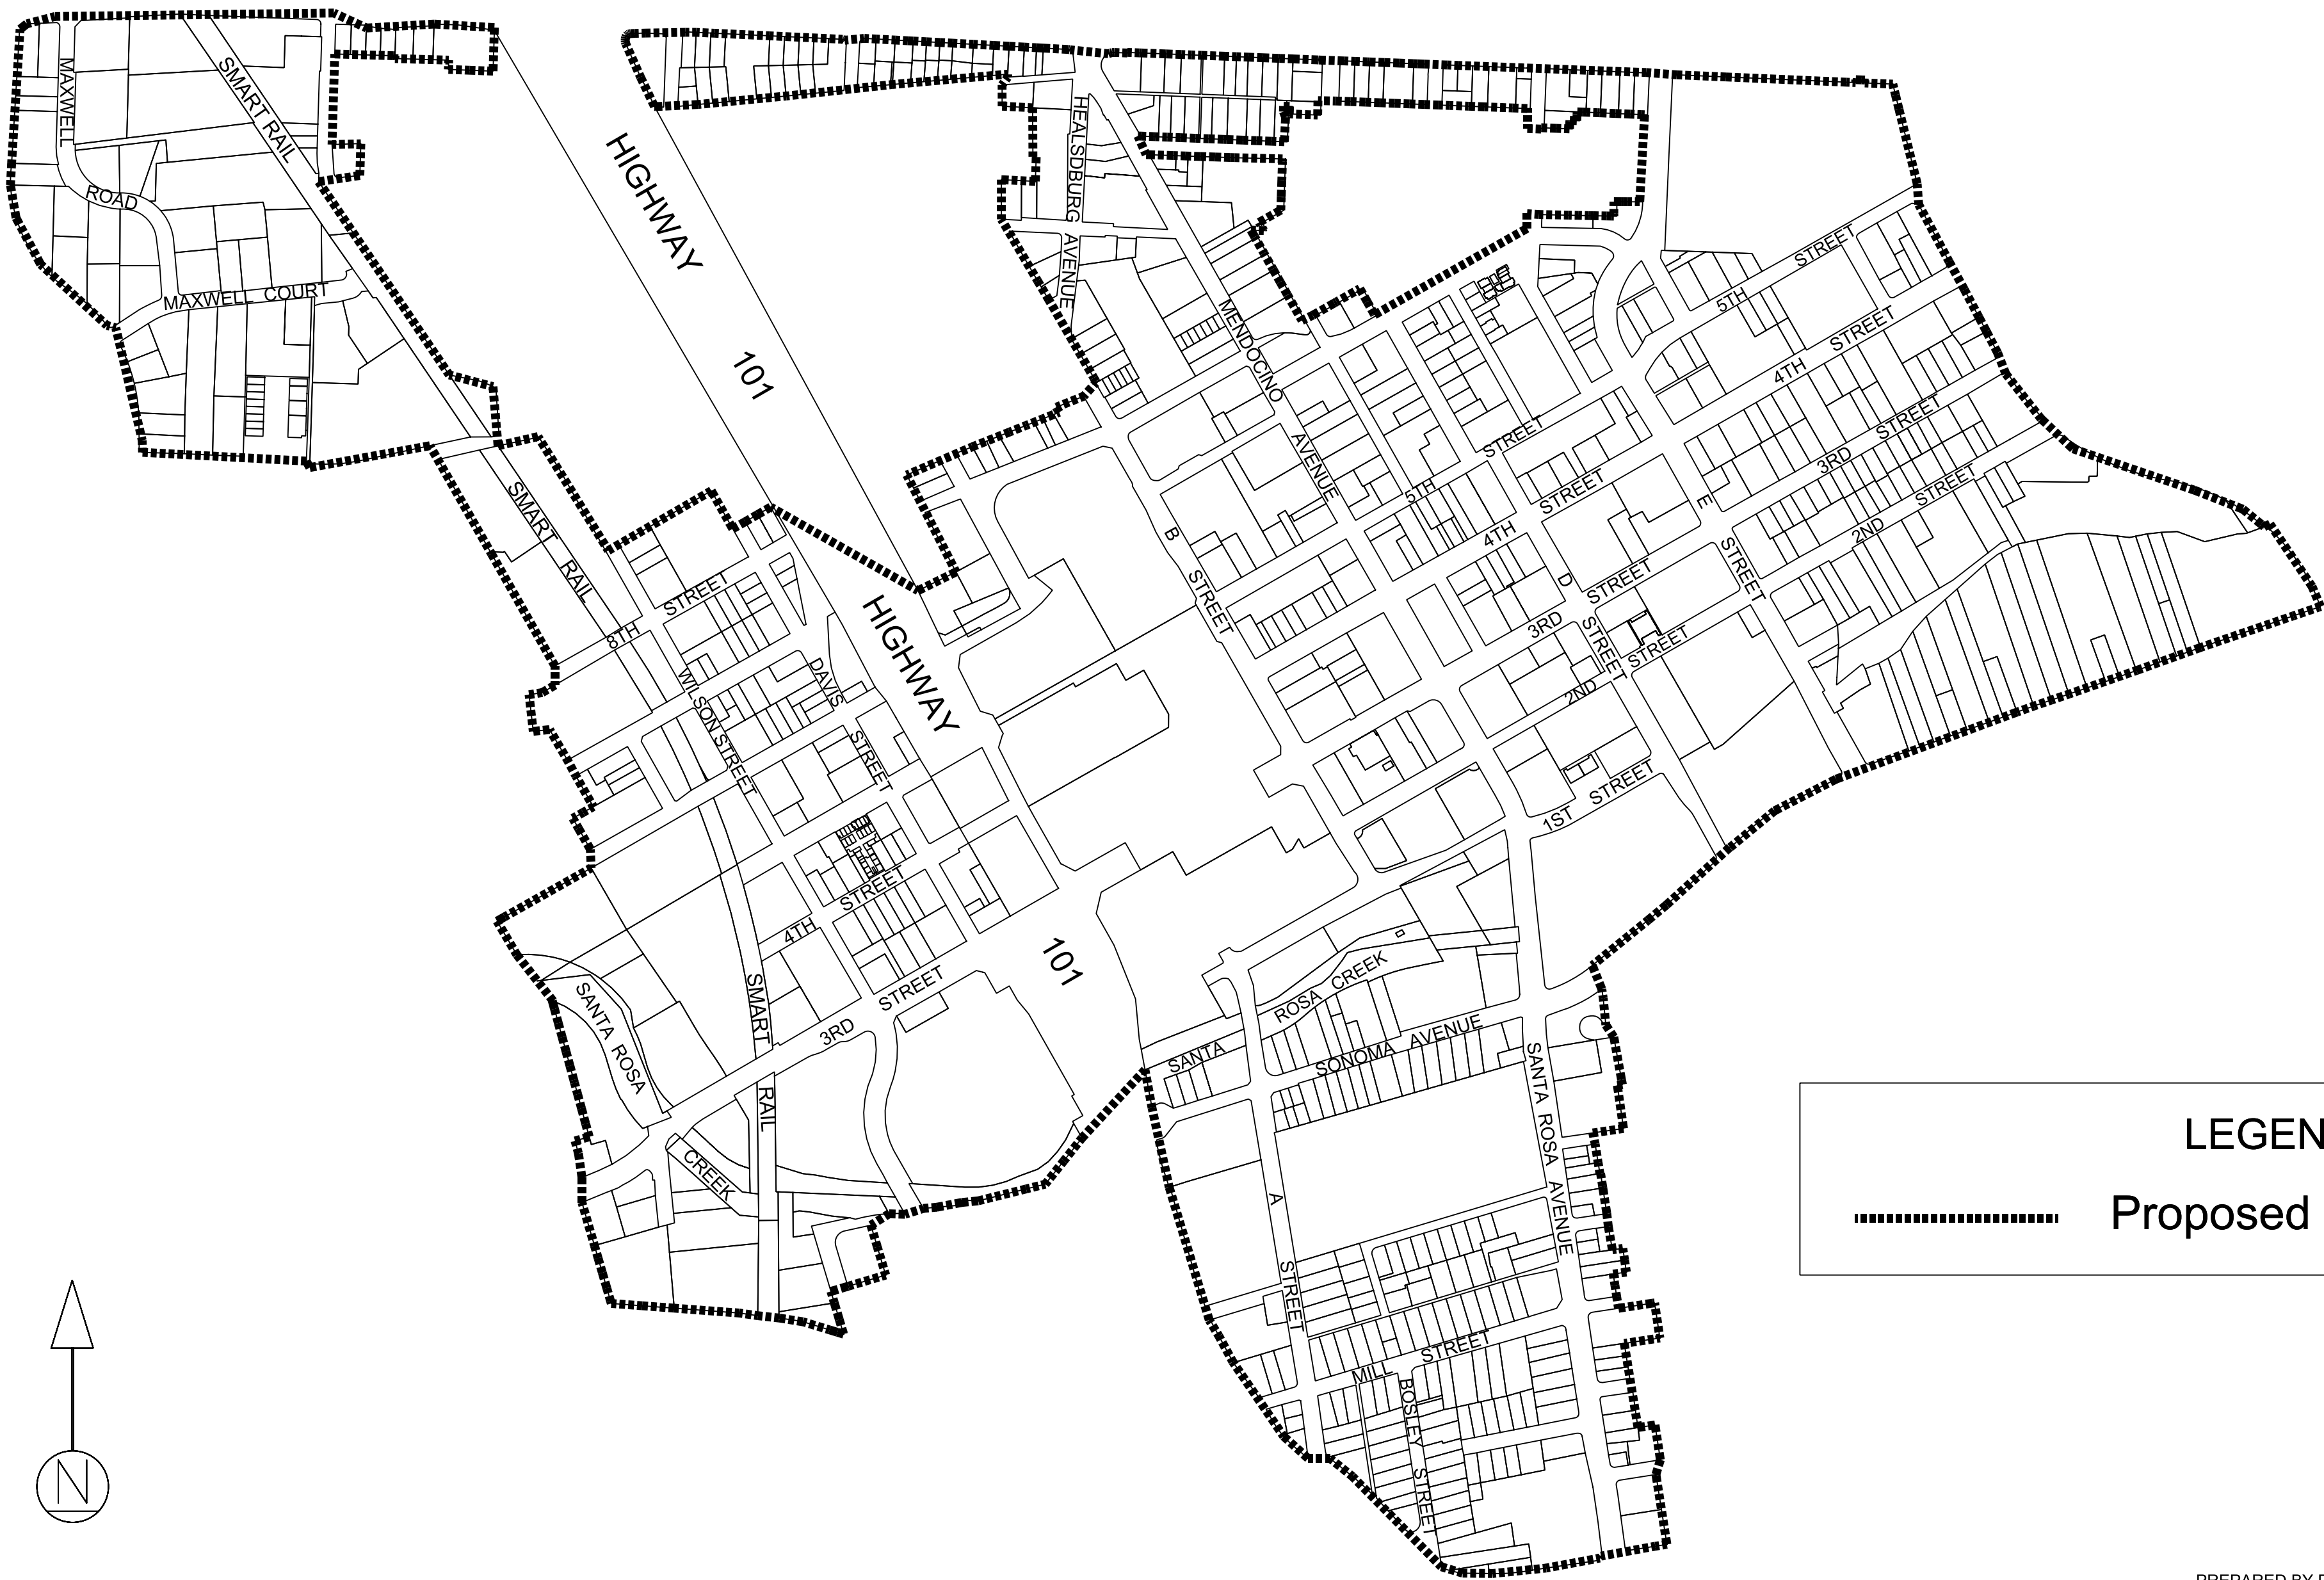 MAXWELL
ROAD
SMART RAIL
MAXWELL COURT
HIGHWAY
101
HEALSDBURG AVENUE
MENDOCINO
AVENUE
5TH
STREET
4TH
STREET
3RD
STREET
2ND
STREET
5TH
STREET
4TH
STREET
3RD
STREET
2ND
STREET
1ST
STREET
E
STREET
D
STREET
B
STREET
SMART
RAIL
8TH
STREET
WILSON STREET
DAVIS
STREET
HIGHWAY
101
4TH
STREET
3RD
STREET
SMART
RAIL
SANTA ROSA
CREEK
SANTA
ROSA CREEK
SONOMA AVENUE
SANTA ROSA AVENUE
A
STREET
MILL
STREET
BOSLEY STREET
LEGEN
Proposed
N
PREPARED BY